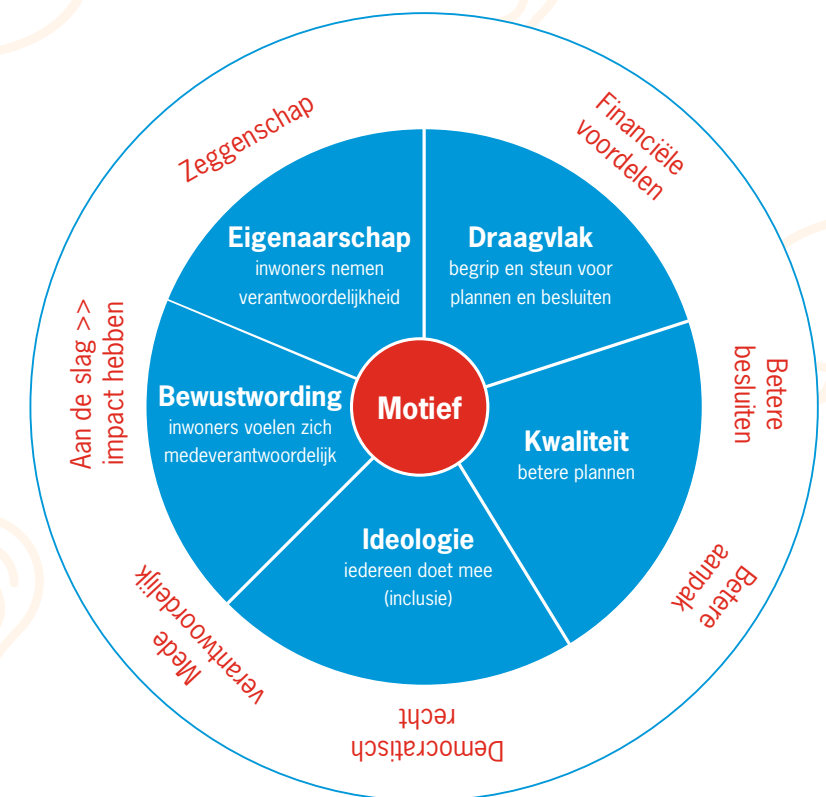 Zeggenschap
Financiële
voordelen
Eigenaarschap
inwoners nemen
verantwoordelijkheid
Draagvlak
begrip en steun voor
plannen en besluiten
Aan de slag >>
impact hebben
Bewustwording
inwoners voelen zich
medeverantwoordelijk
Motief
Kwaliteit
betere plannen
Betere
besluiten
Ideologie
iedereen doet mee
(inclusie)
Betere
aanpak
Mede
verantwoordelijk
Democratisch
recht